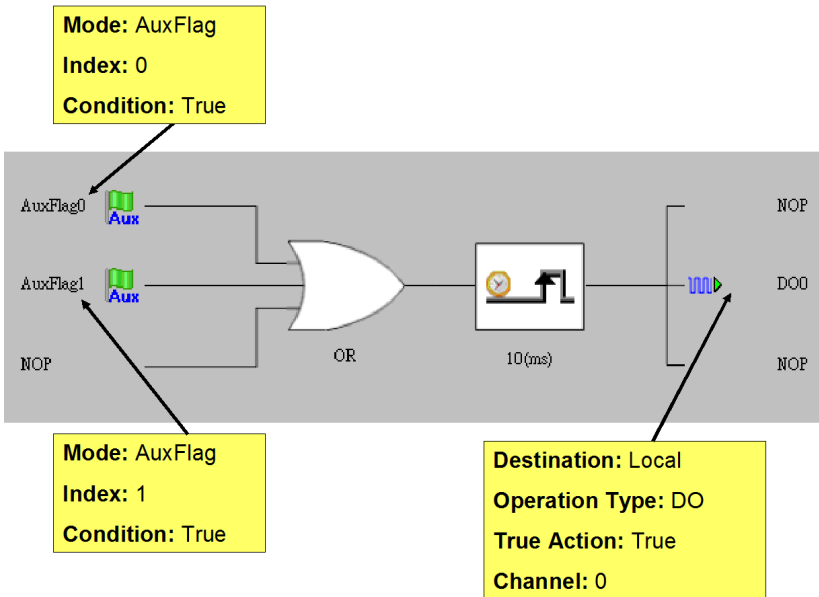 Mode: AuxFlag
Index: 0
Condition: True
AuxFlag0
Aux
NOP
AuxFlag1
Aux
DO0
NOP
OR
10(ms)
NOP
Mode: AuxFlag
Index: 1
Condition: True
Destination: Local
Operation Type: DO
True Action: True
Channel: 0